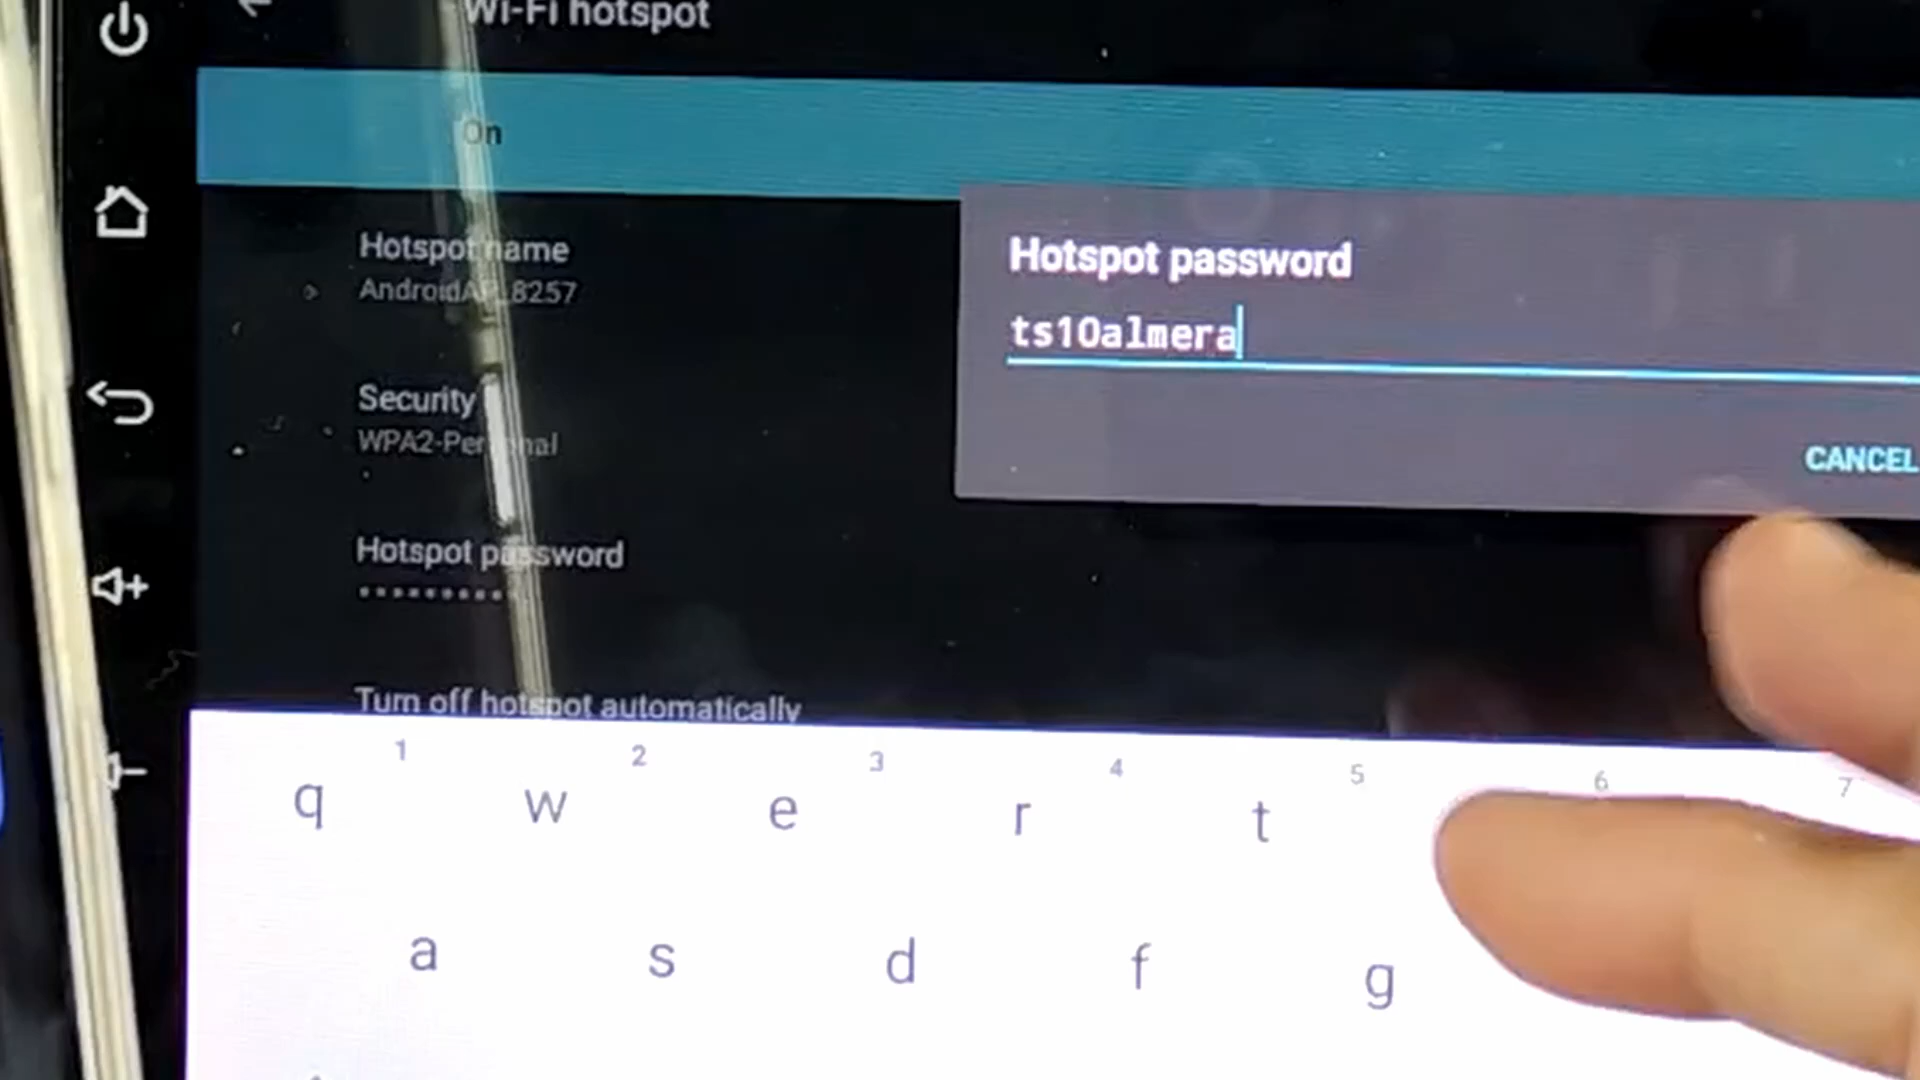 Wi-Fi hotspot
On
Hotspot name
AndroidAP_8257
Security
WPA2-Personal
Hotspot password
••••••••••
Turn off hotspot automatically
Hotspot password
ts10almera
CANCEL
1 2 3 4 5 6 7
q w e r t
a s d f g